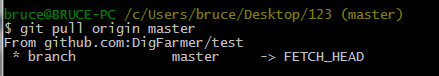 bruce@BRUCE-PC /c/Users/bruce/Desktop/123 (master)
$ git pull origin master
From github.com:DigFarmer/test
 * branch            master     -> FETCH_HEAD